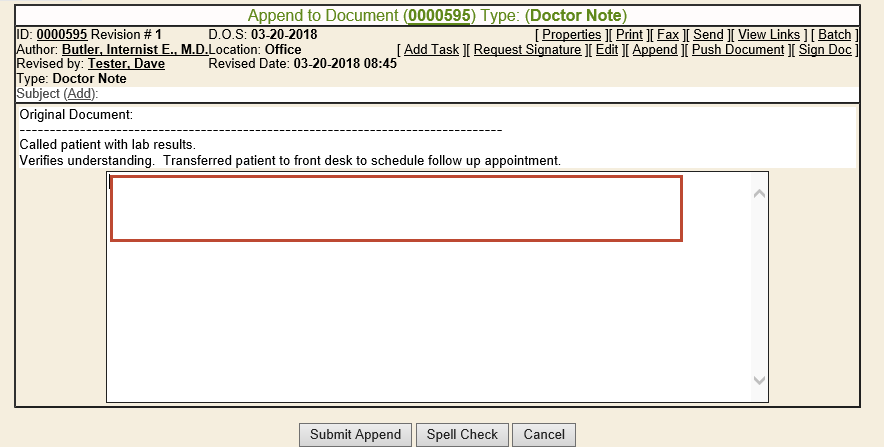 Append to Document (0000595) Type: (Doctor Note)
ID: 0000595 Revision # 1 D.O.S: 03-20-2018 [ Properties ][ Print ][ Fax ][ Send ][ View Links ] [ Batch ]
Author: Butler, Internist E., M.D. Location: Office [ Add Task ][ Request Signature ][ Edit ][ Append ][ Push Document ][ Sign Doc ]
Revised by: Tester, Dave Revised Date: 03-20-2018 08:45
Type: Doctor Note
Subject (Add):
Original Document:
--------------------------------------------------------------------------------
Called patient with lab results.
Verifies understanding.  Transferred patient to front desk to schedule follow up appointment.
Submit Append Spell Check Cancel